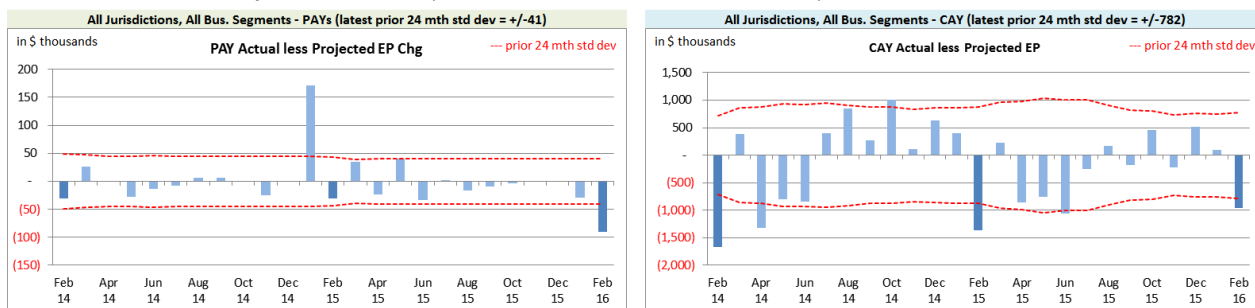 All Jurisdictions, All Bus. Segments - PAYs (latest prior 24 mth std dev = +/-41)
in $ thousands
PAY Actual less Projected EP Chg
--- prior 24 mth std dev
200
150
100
50
-
(50)
(100)
(150)
Feb 14 Apr 14 Jun 14 Aug 14 Oct 14 Dec 14 Feb 15 Apr 15 Jun 15 Aug 15 Oct 15 Dec 15 Feb 16
All Jurisdictions, All Bus. Segments - CAY (latest prior 24 mth std dev = +/-782)
in $ thousands
CAY Actual less Projected EP
--- prior 24 mth std dev
1,500
1,000
500
-
(500)
(1,000)
(1,500)
(2,000)
Feb 14 Apr 14 Jun 14 Aug 14 Oct 14 Dec 14 Feb 15 Apr 15 Jun 15 Aug 15 Oct 15 Dec 15 Feb 16